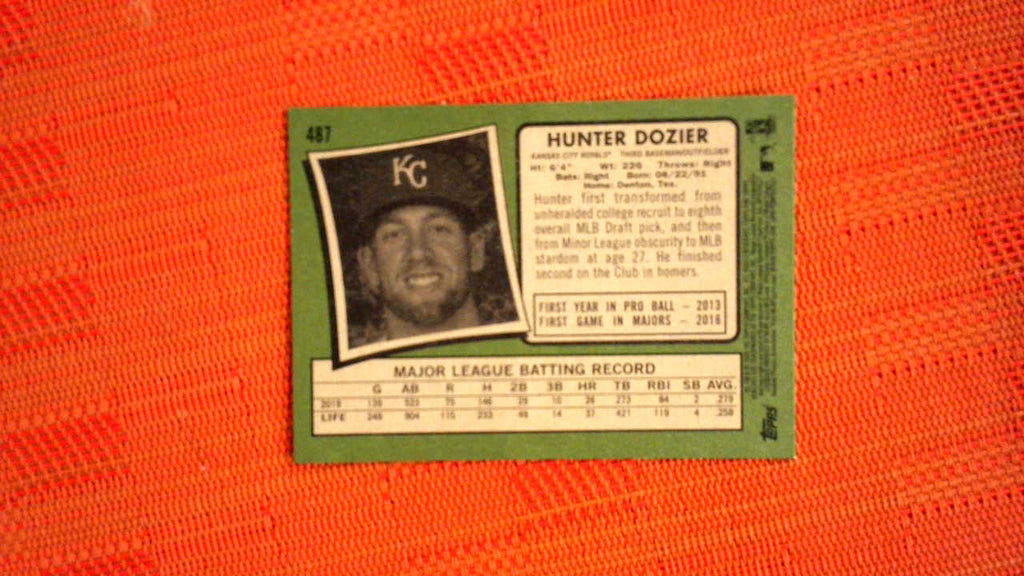 487
KC
HUNTER DOZIER
KANSAS CITY ROYALS® THIRD BASEMAN/OUTFIELDER
Ht: 6'4" Wt: 220 Throws: Right
Bats: Right Born: 08/22/91
Home: Denton, Tex.
Hunter first transformed from
unheralded college recruit to eighth
overall MLB Draft pick, and then
from Minor League obscurity to MLB
stardom at age 27. He finished
second on the Club in homers.
FIRST YEAR IN PRO BALL – 2013
FIRST GAME IN MAJORS – 2016
MAJOR LEAGUE BATTING RECORD
G AB R H 2B 3B HR TB RBI SB AVG.
2019 139 523 75 146 29 10 26 273 84 2 .279
LIFE 248 904 115 233 49 14 37 421 119 4 .258
Topps